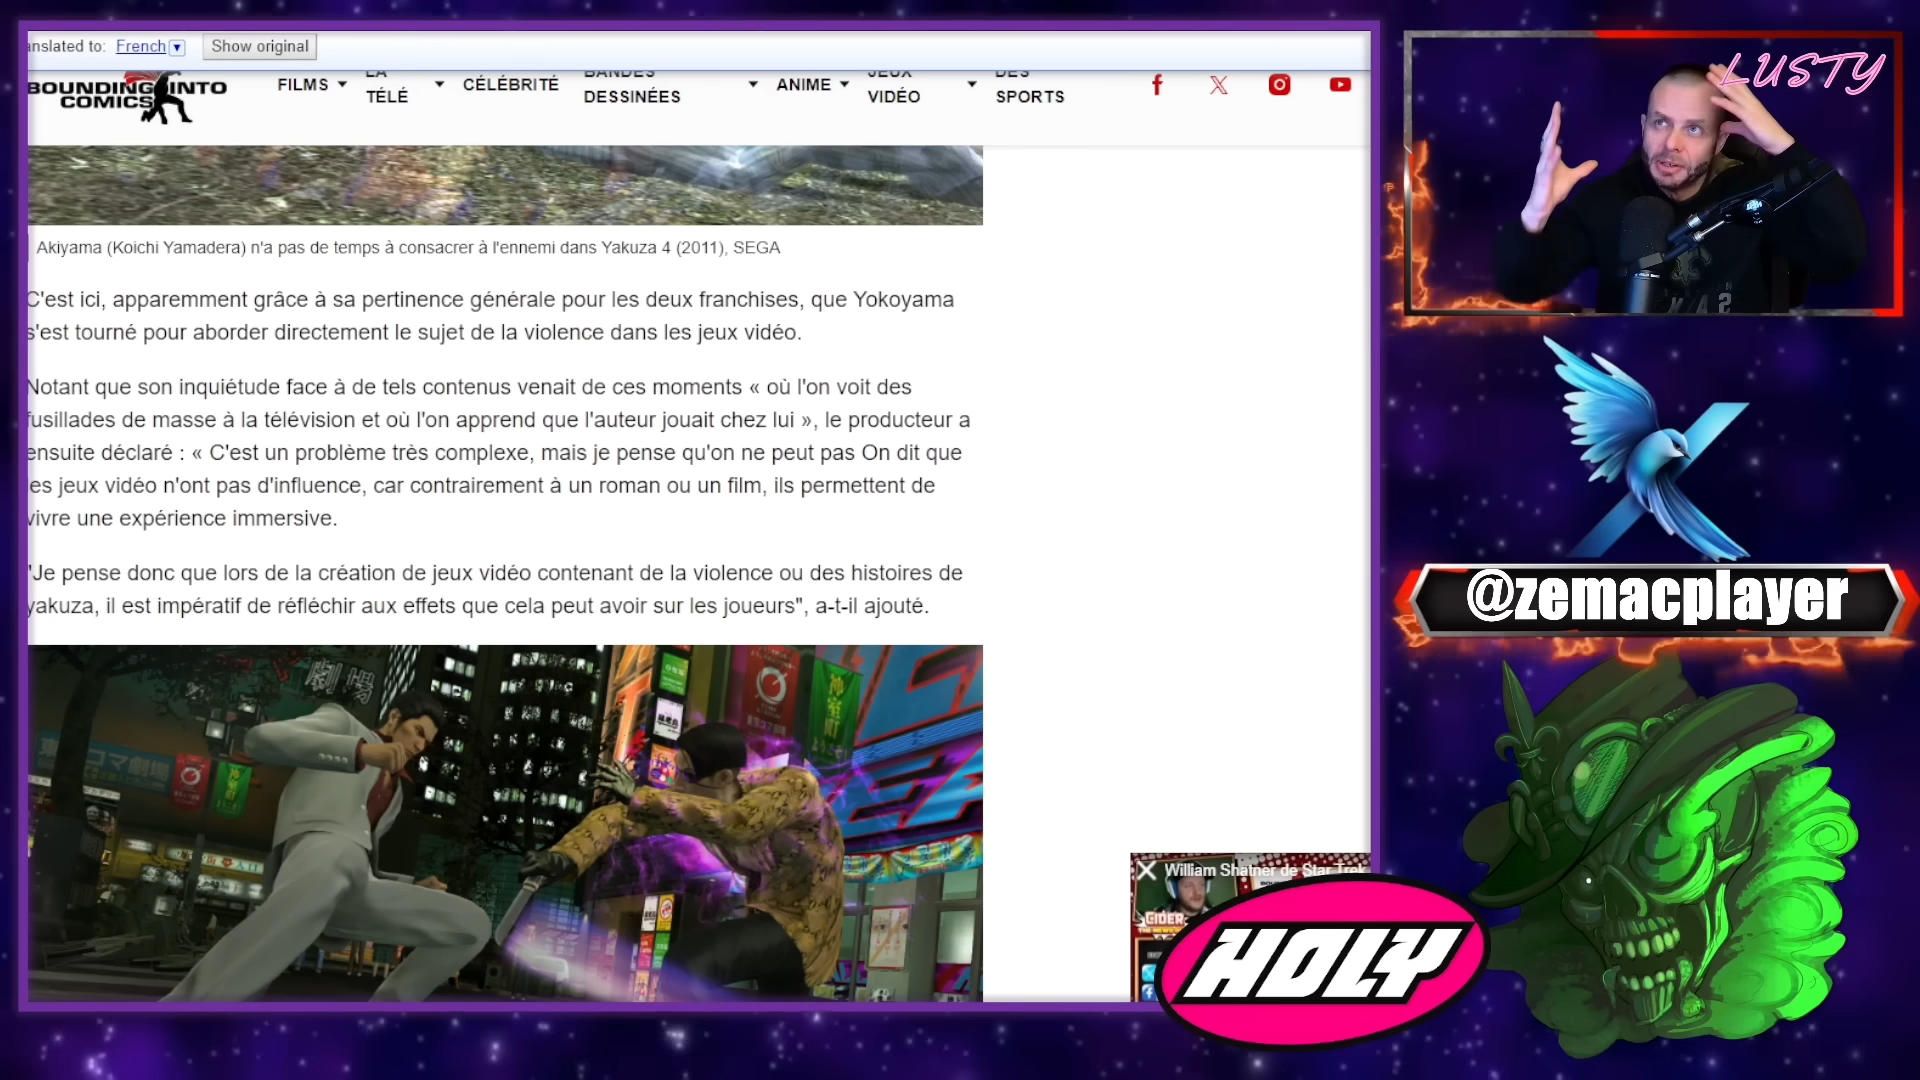 anslated to: French Show original
BOUNDING INTO
COMICS
FILMS
LA
TÉLÉ
CÉLÉBRITÉ
BANDES
DESSINÉES
ANIME
JEUX
VIDÉO
DES
SPORTS
LUSTY
Akiyama (Koichi Yamadera) n'a pas de temps à consacrer à l'ennemi dans Yakuza 4 (2011), SEGA
C'est ici, apparemment grâce à sa pertinence générale pour les deux franchises, que Yokoyama
s'est tourné pour aborder directement le sujet de la violence dans les jeux vidéo.
Notant que son inquiétude face à de tels contenus venait de ces moments « où l'on voit des
fusillades de masse à la télévision et où l'on apprend que l'auteur jouait chez lui », le producteur a
ensuite déclaré : « C'est un problème très complexe, mais je pense qu'on ne peut pas On dit que
es jeux vidéo n'ont pas d'influence, car contrairement à un roman ou un film, ils permettent de
vivre une expérience immersive.
"Je pense donc que lors de la création de jeux vidéo contenant de la violence ou des histoires de
yakuza, il est impératif de réfléchir aux effets que cela peut avoir sur les joueurs", a-t-il ajouté.
@zemacplayer
劇場
William Shatner de Star Trek
CIDER
HOLY